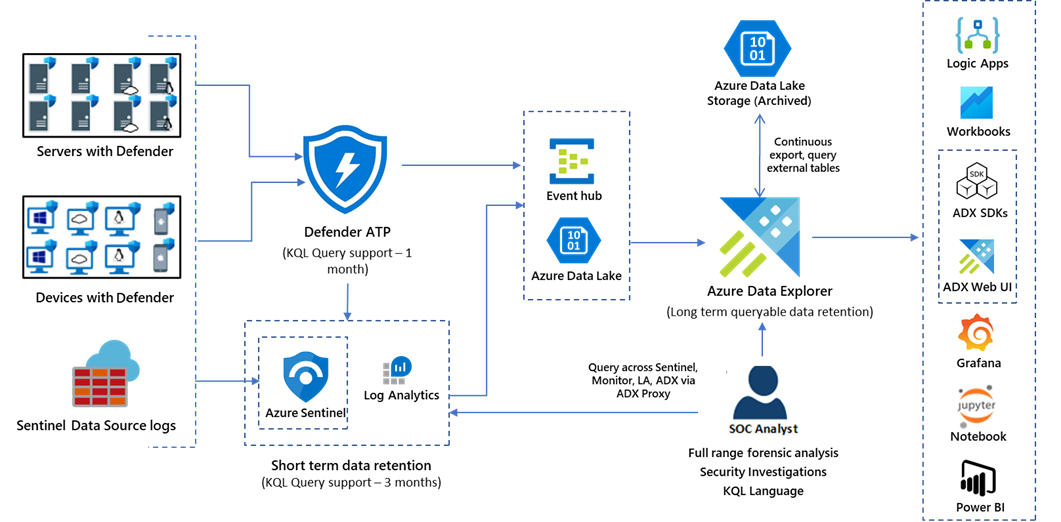 Servers with Defender
Devices with Defender
Sentinel Data Source logs
Defender ATP
(KQL Query support – 1
month)
Azure Sentinel
Log Analytics
Short term data retention
(KQL Query support – 3 months)
Event hub
10
01
Azure Data Lake
10
01
Azure Data Lake
Storage (Archived)
Continuous
export, query
external tables
Azure Data Explorer
(Long term queryable data retention)
Query across Sentinel,
Monitor, LA, ADX via
ADX Proxy
SOC Analyst
Full range forensic analysis
Security Investigations
KQL Language
Logic Apps
Workbooks
SDK
ADX SDKs
ADX Web UI
Grafana
jupyter
Notebook
Power BI